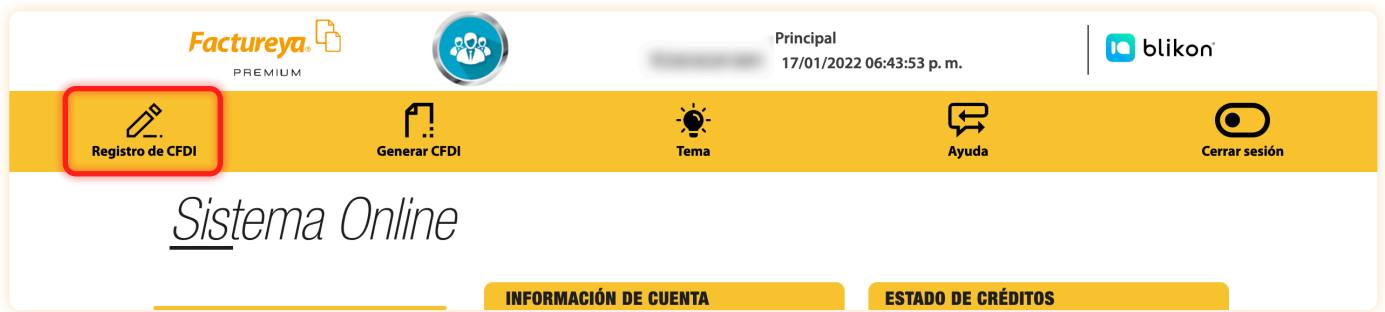 Factureya.
PREMIUM
Principal
17/01/2022 06:43:53 p. m.
blikon
Registro de CFDI
Generar CFDI
Tema
Ayuda
Cerrar sesión
Sistema Online
INFORMACIÓN DE CUENTA
ESTADO DE CRÉDITOS